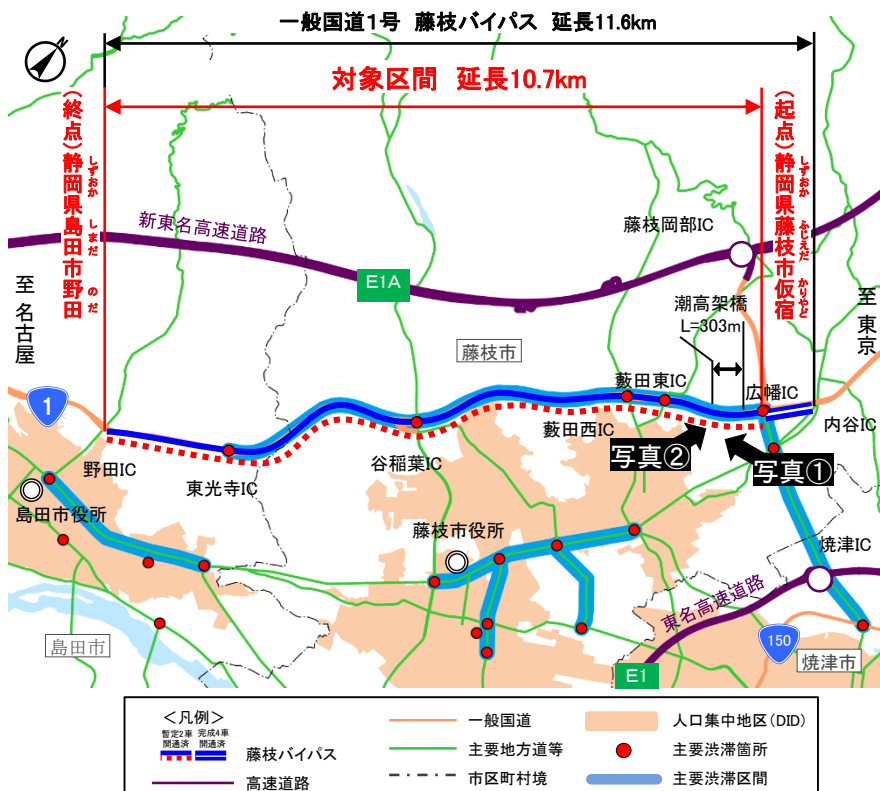 一般国道1号 藤枝バイパス 延長11.6km
N
対象区間 延長10.7km
(終点)静岡県島田市野田
しずおか しまだ のだ
(起点)静岡県藤枝市仮宿
しずおか ふじえだ かりやど
新東名高速道路
藤枝岡部IC
E1A
至 名古屋
至 東京
潮高架橋
L=303m
藤枝市
藪田東IC
広幡IC
1
藪田西IC
内谷IC
野田IC
谷稲葉IC
写真②
写真①
東光寺IC
島田市役所
藤枝市役所
焼津IC
東名高速道路
島田市
150
焼津市
E1
<凡例>
暫定2車 完成4車
開通済 開通済
藤枝バイパス
高速道路
一般国道
主要地方道等
市区町村境
人口集中地区(DID)
主要渋滞箇所
主要渋滞区間